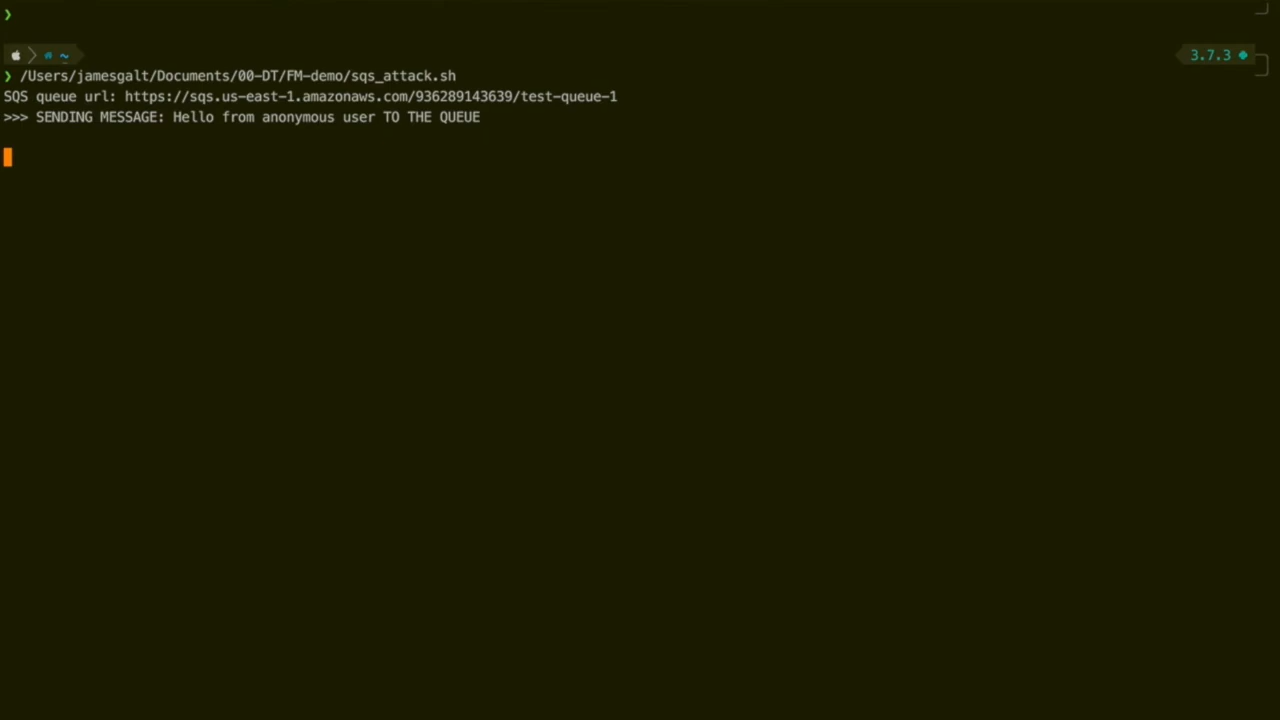 ❯
~ 3.7.3
❯ /Users/jamesgalt/Documents/00-DT/FM-demo/sqs_attack.sh
SQS queue url: https://sqs.us-east-1.amazonaws.com/936289143639/test-queue-1
>>> SENDING MESSAGE: Hello from anonymous user TO THE QUEUE